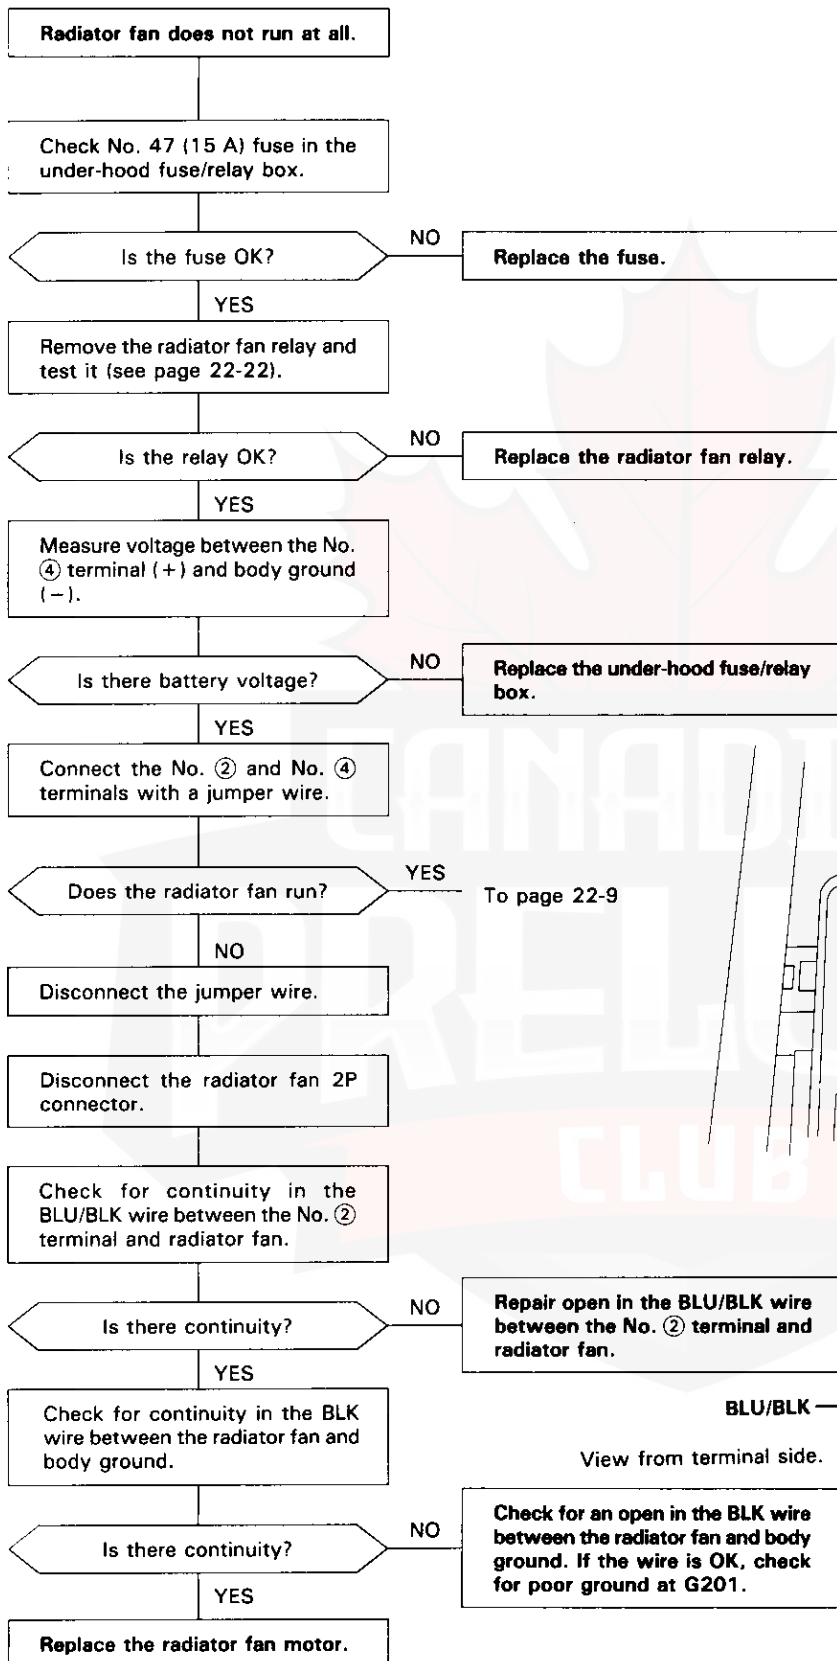 Radiator fan does not run at all.
Check No. 47 (15 A) fuse in the
under-hood fuse/relay box.
Is the fuse OK?
NO
Replace the fuse.
YES
Remove the radiator fan relay and
test it (see page 22-22).
Is the relay OK?
NO
Replace the radiator fan relay.
YES
Measure voltage between the No.
④ terminal (+) and body ground
(−).
Is there battery voltage?
NO
Replace the under-hood fuse/relay
box.
YES
Connect the No. ② and No. ④
terminals with a jumper wire.
Does the radiator fan run?
YES
To page 22-9
NO
Disconnect the jumper wire.
Disconnect the radiator fan 2P
connector.
Check for continuity in the
BLU/BLK wire between the No. ②
terminal and radiator fan.
Is there continuity?
NO
Repair open in the BLU/BLK wire
between the No. ② terminal and
radiator fan.
YES
Check for continuity in the BLK
wire between the radiator fan and
body ground.
BLU/BLK
View from terminal side.
Is there continuity?
NO
Check for an open in the BLK wire
between the radiator fan and body
ground. If the wire is OK, check
for poor ground at G201.
YES
Replace the radiator fan motor.
CLUB